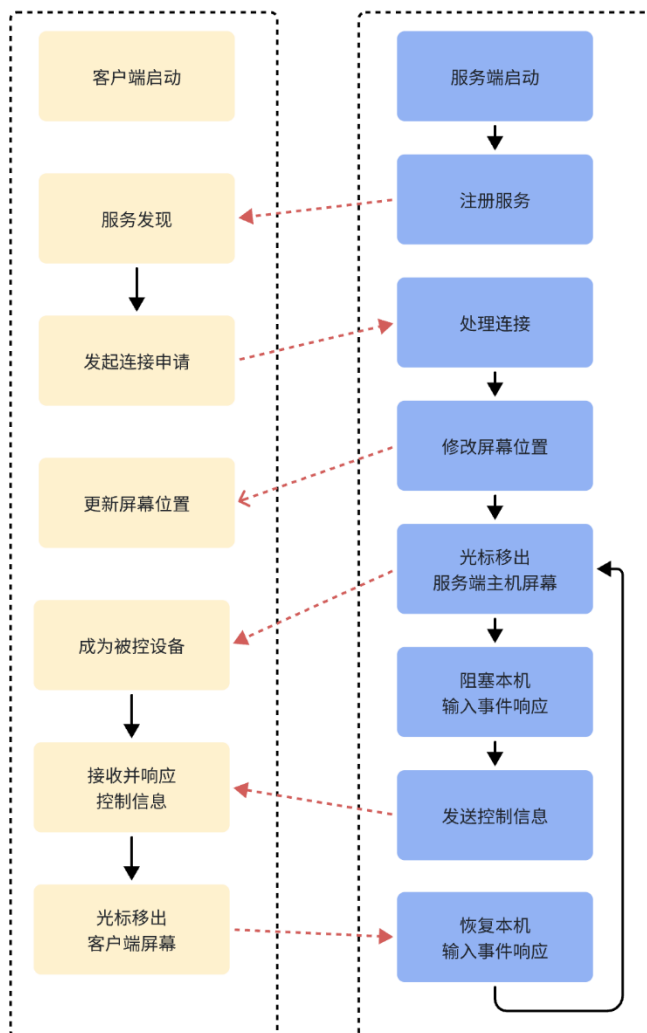 客户端启动
服务发现
发起连接申请
更新屏幕位置
成为被控设备
接收并响应
控制信息
光标移出
客户端屏幕
服务端启动
注册服务
处理连接
修改屏幕位置
光标移出
服务端主机屏幕
阻塞本机
输入事件响应
发送控制信息
恢复本机
输入事件响应